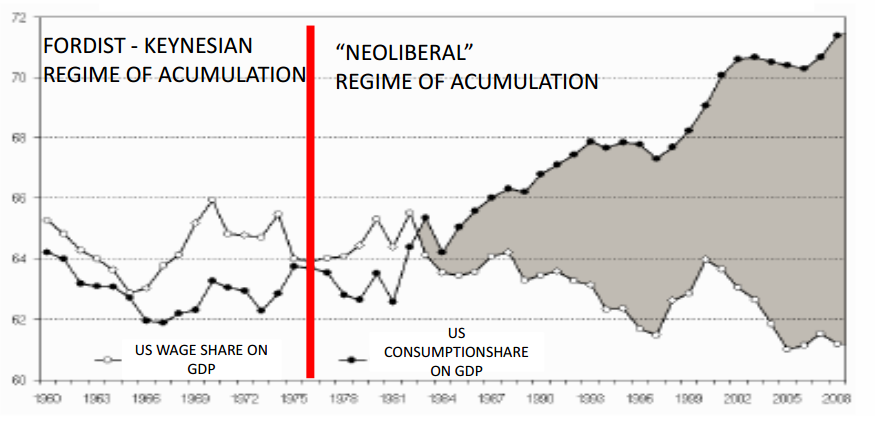 72
70
68
66
64
62
60
FORDIST - KEYNESIAN
REGIME OF ACUMULATION
“NEOLIBERAL”
REGIME OF ACUMULATION
US WAGE SHARE ON
GDP
US
CONSUMPTIONSHARE
ON GDP
1960 1963 1966 1969 1972 1975 1978 1981 1984 1987 1990 1993 1996 1999 2002 2005 2008